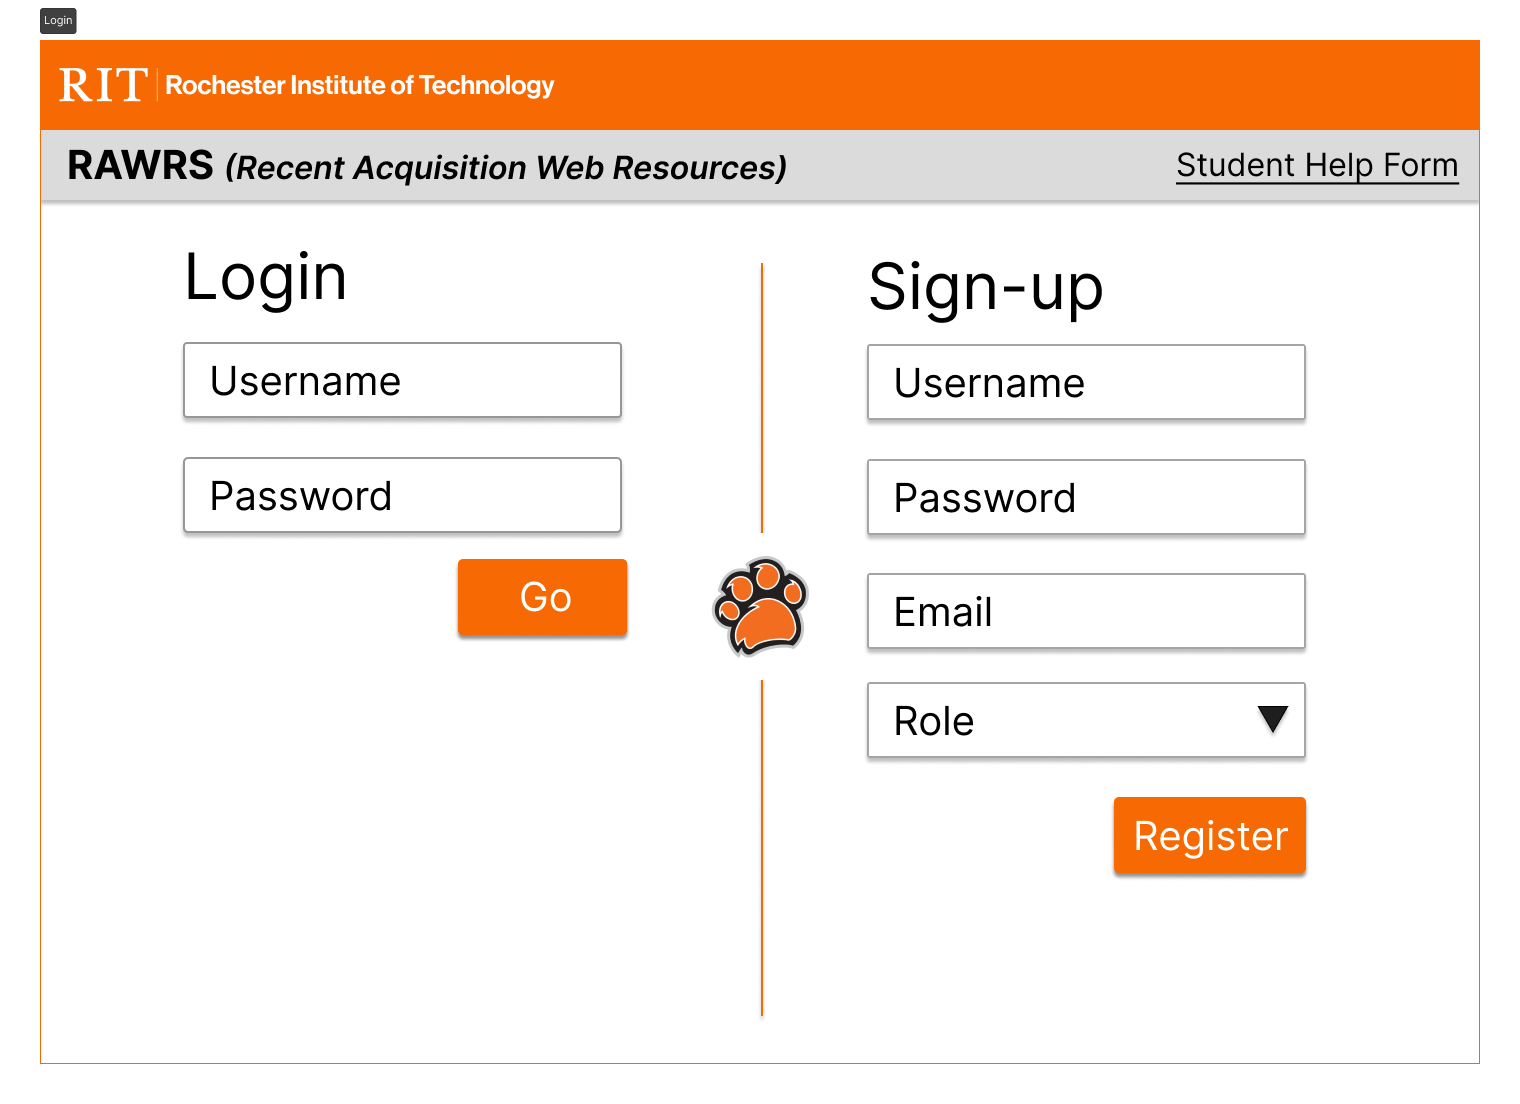 Login
RIT Rochester Institute of Technology
RAWRS (Recent Acquisition Web Resources)
Student Help Form
Login
Username
Password
Go
Sign-up
Username
Password
Email
Role
Register